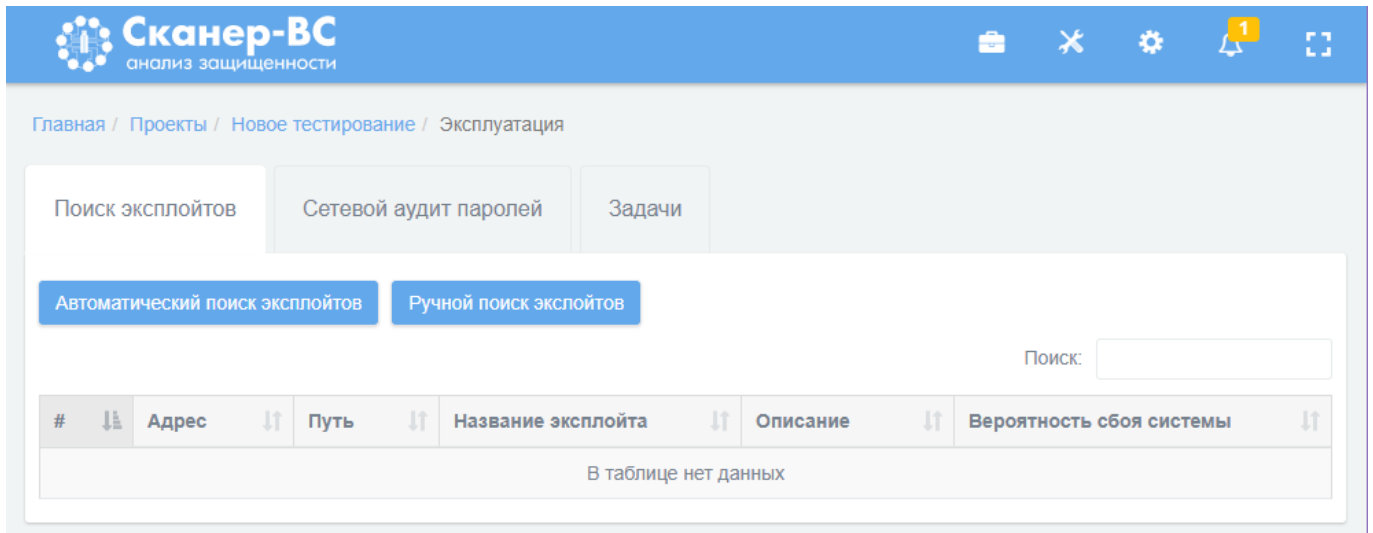 Сканер-ВС
анализ защищенности
1
Главная / Проекты / Новое тестирование / Эксплуатация
Поиск эксплойтов Сетевой аудит паролей Задачи
Автоматический поиск эксплойтов Ручной поиск экслойтов
Поиск:
# Адрес Путь Название эксплойта Описание Вероятность сбоя системы
В таблице нет данных